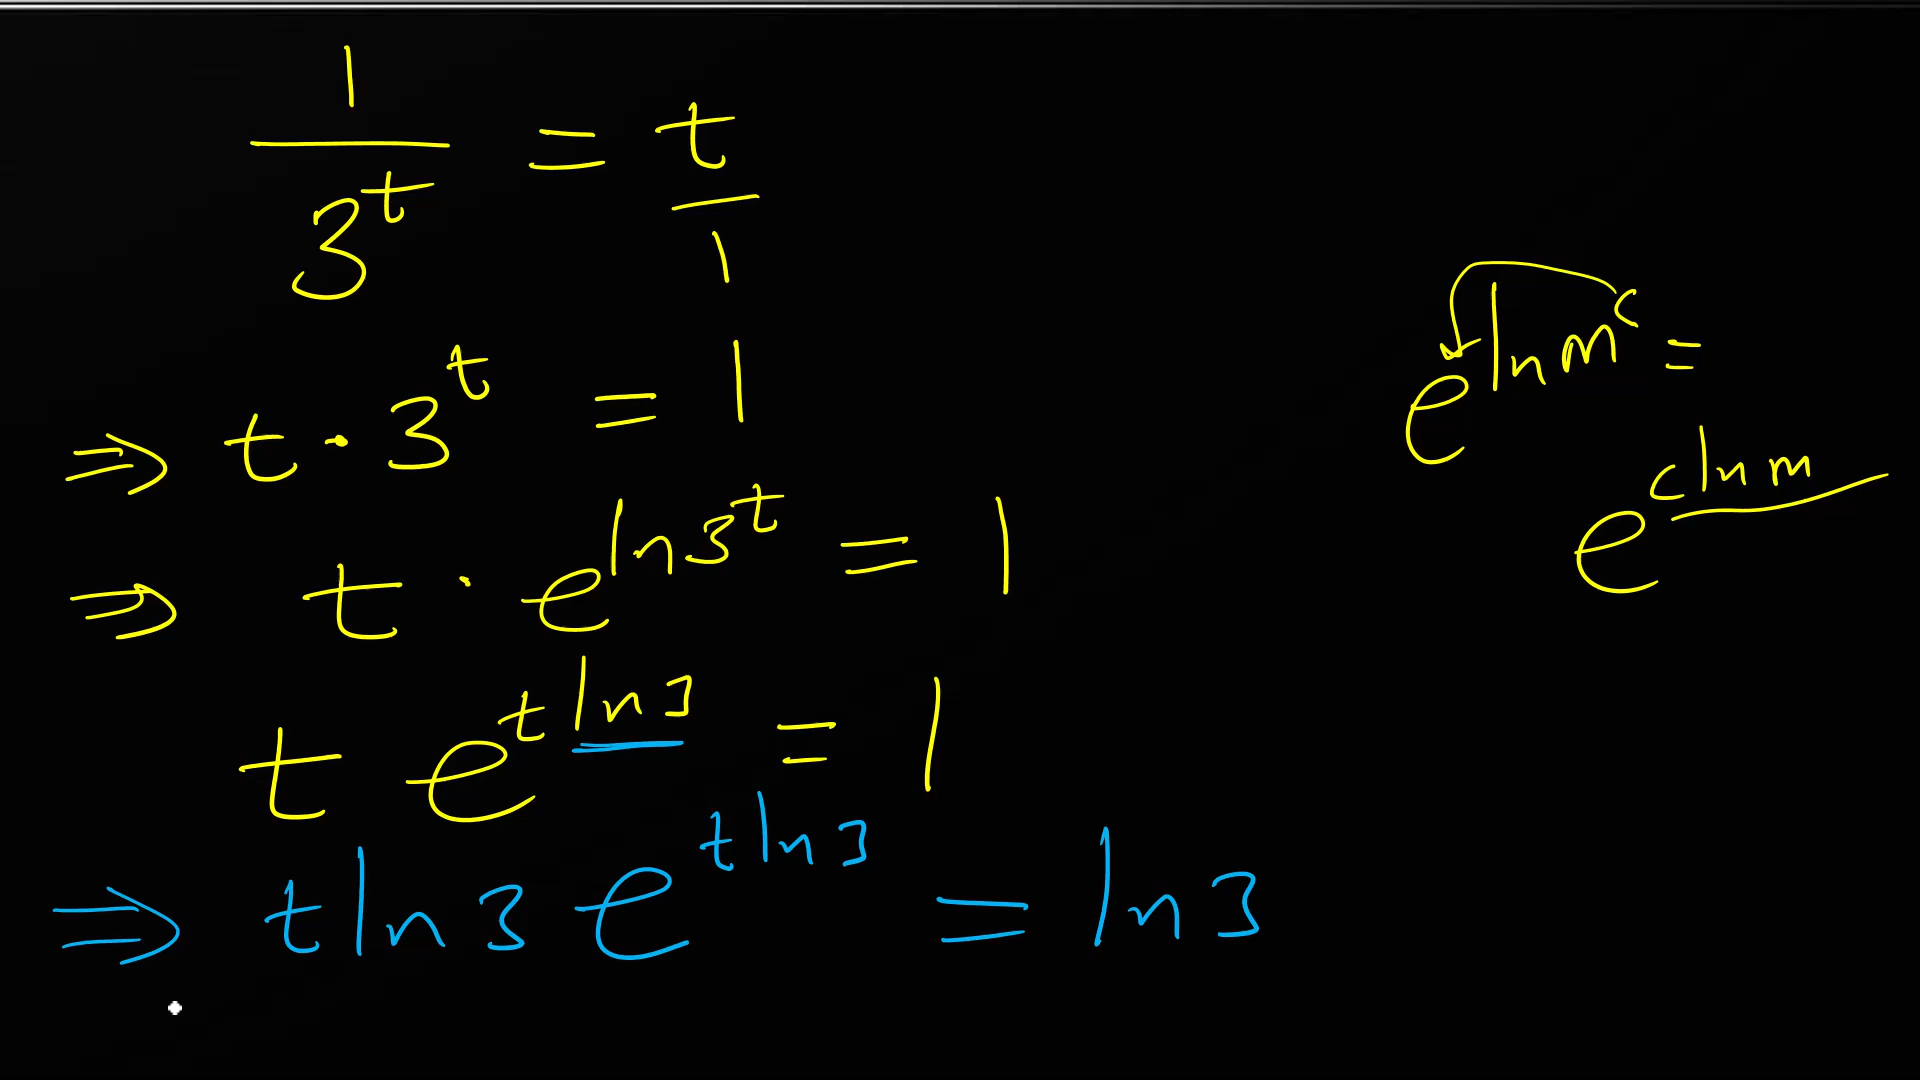 1/3^t = t/1
⇒ t · 3^t = 1
⇒ t · e^(ln 3^t) = 1
t e^(t ln 3) = 1
⇒ t ln 3 e^(t ln 3) = ln 3
e^(ln m^c) =
e^(c ln m)